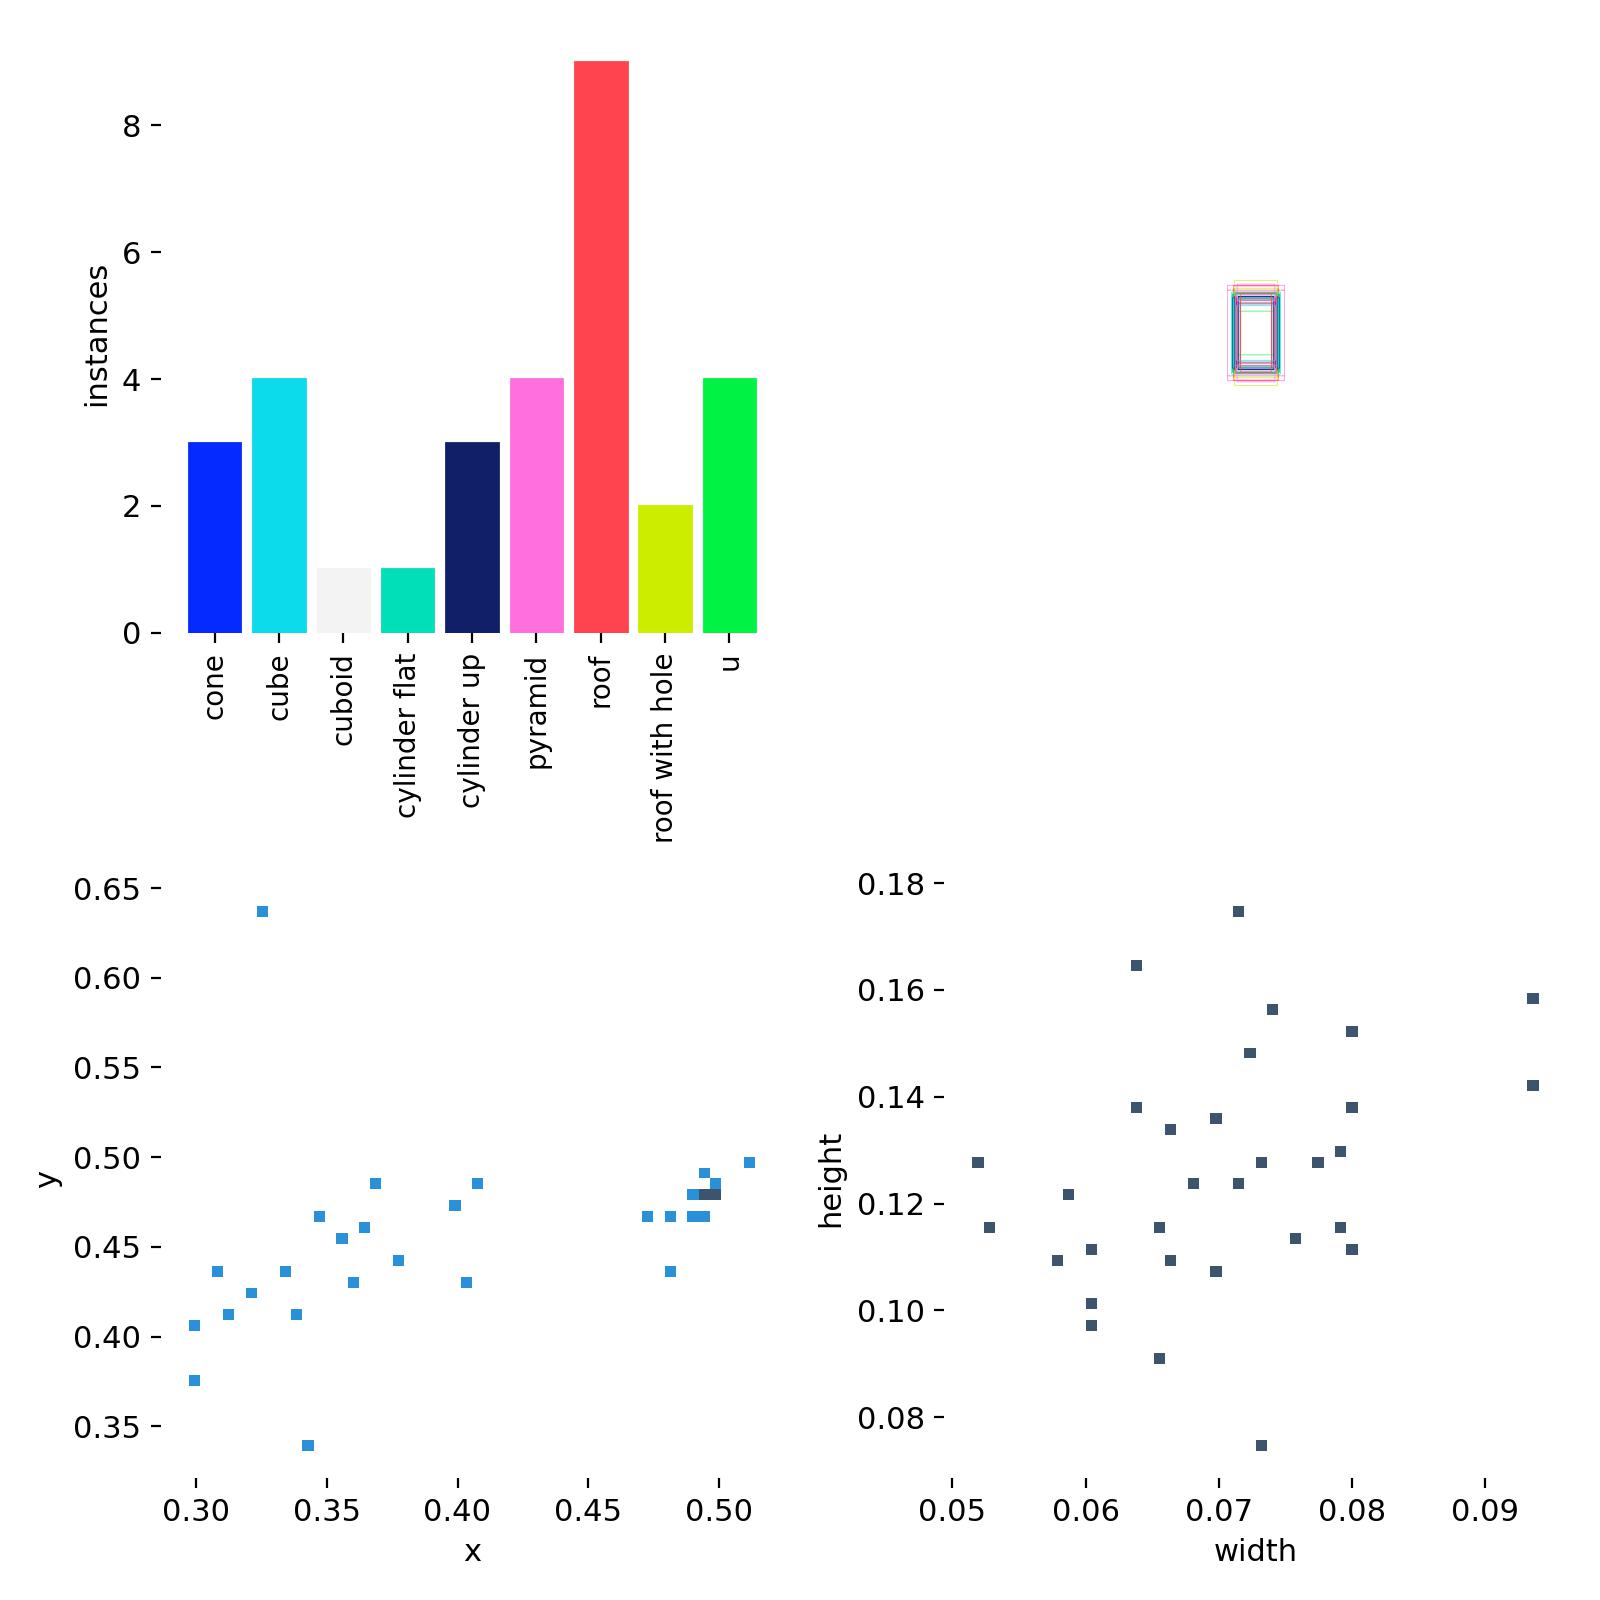 instances
8
6
4
2
0
cone
cube
cuboid
cylinder flat
cylinder up
pyramid
roof
roof with hole
u
y
0.65
0.60
0.55
0.50
0.45
0.40
0.35
0.30 0.35 0.40 0.45 0.50
x
height
0.18
0.16
0.14
0.12
0.10
0.08
0.05 0.06 0.07 0.08 0.09
width